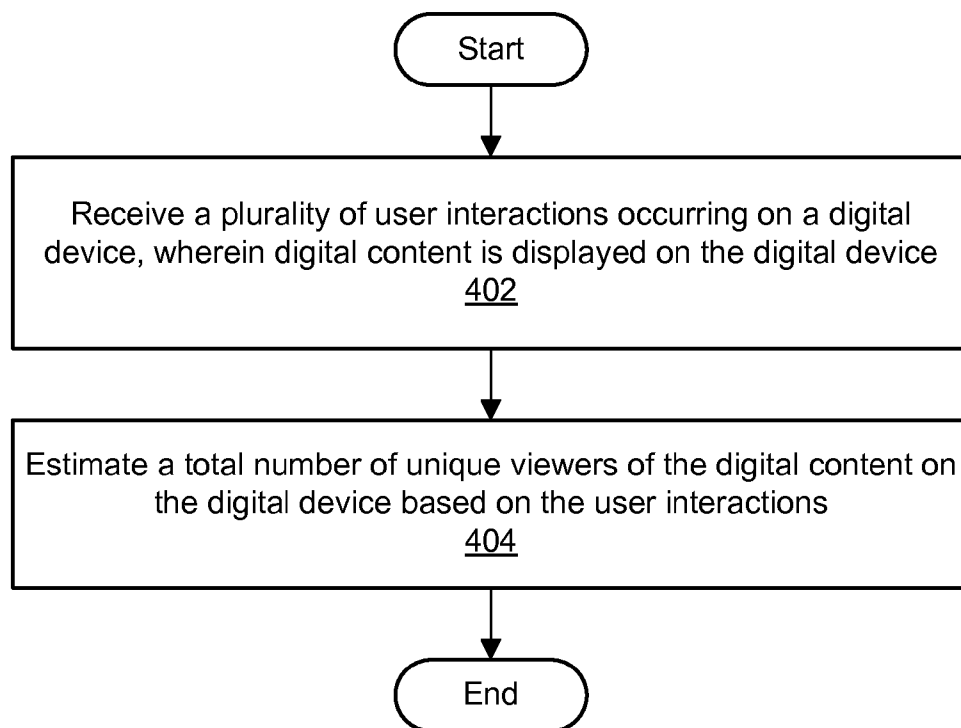 Start
Receive a plurality of user interactions occurring on a digital
device, wherein digital content is displayed on the digital device
402
Estimate a total number of unique viewers of the digital content on
the digital device based on the user interactions
404
End